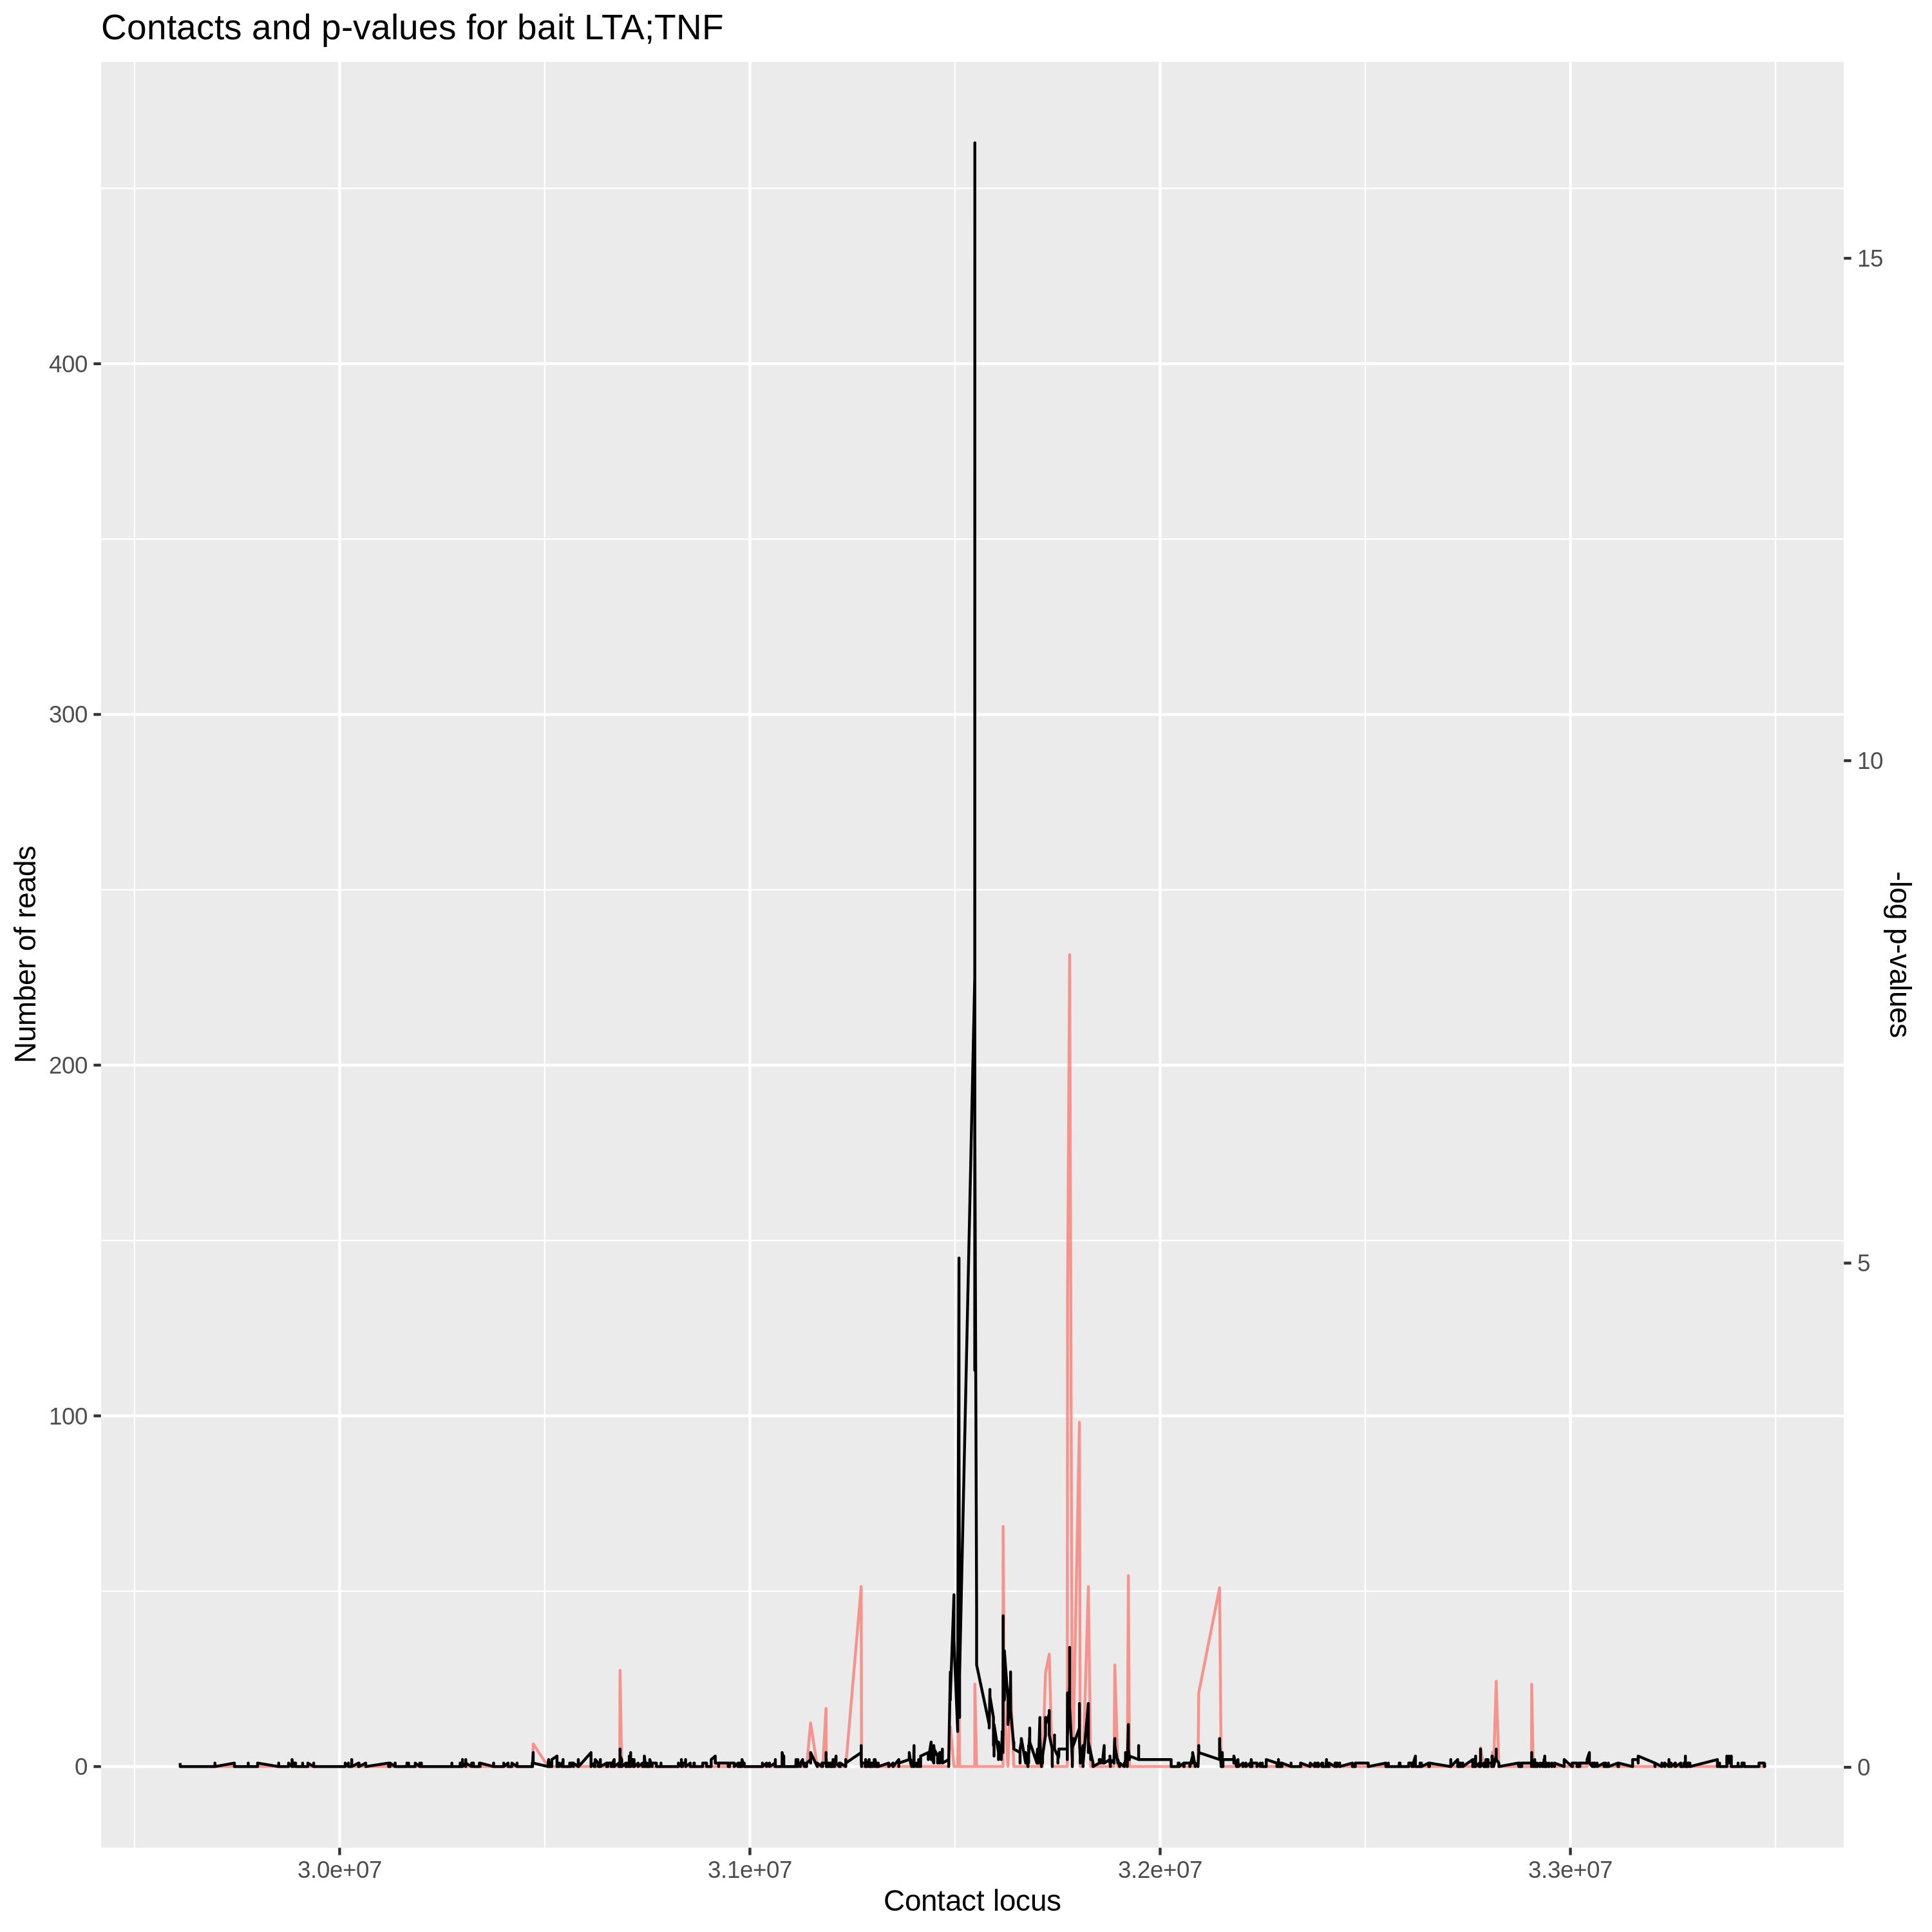 Contacts and p-values for bait LTA;TNF
Number of reads
400
300
200
100
0
15
10
5
0
-log p-values
3.0e+07
3.1e+07
3.2e+07
3.3e+07
Contact locus